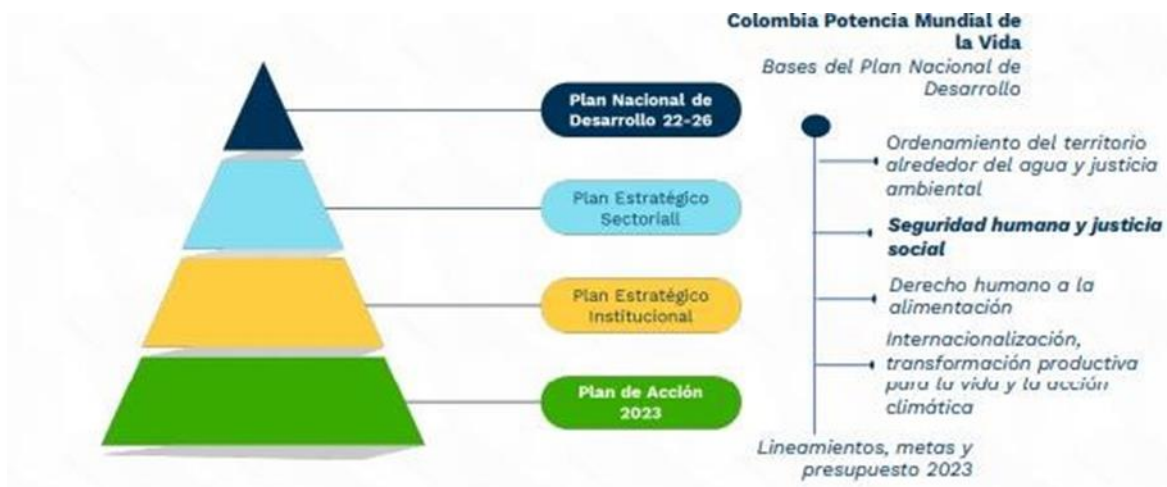 Colombia Potencia Mundial de
la Vida
Bases del Plan Nacional de
Desarrollo
Plan Nacional de
Desarrollo 22-26
Plan Estratégico
Sectoriall
Plan Estratégico
Institucional
Plan de Acción
2023
Ordenamiento del territorio
alrededor del agua y justicia
ambiental
Seguridad humana y justicia
social
Derecho humano a la
alimentación
Internacionalización,
transformación productiva
para la vida y la acción
climática
Lineamientos, metas y
presupuesto 2023